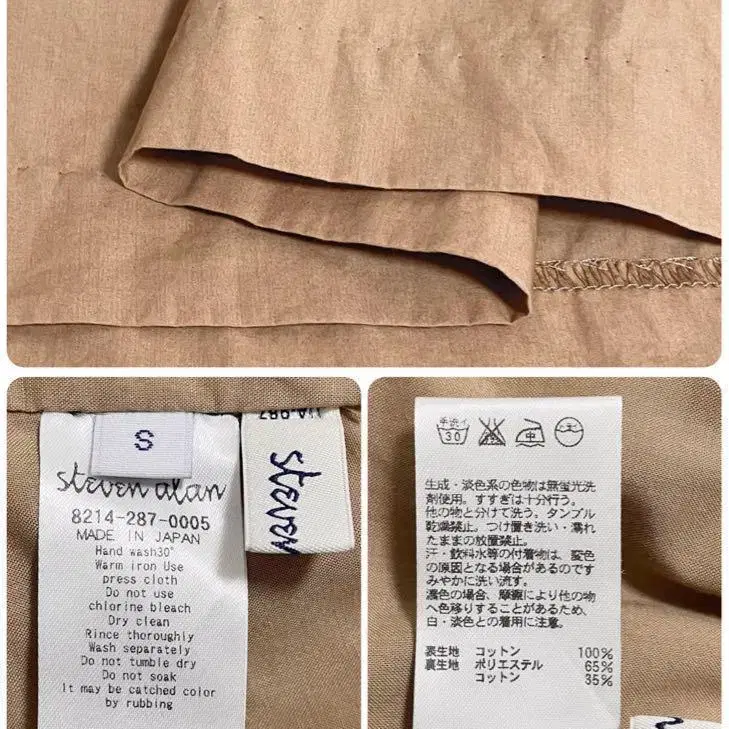 S
steven alan
8214-287-0005
MADE IN JAPAN
Hand wash30°
Warm iron Use
press cloth
Do not use
chlorine bleach
Dry clean
Rince thoroughly
Wash separately
Do not tumble dry
Do not soak
It may be catched color
by rubbing
steven
手洗イ
30
中
生成・淡色系の色物は無蛍光洗
剤使用。すすぎは十分行う。
他の物と分けて洗う。タンブル
乾燥禁止。つけ置き洗い・濡れ
たままの放置禁止。
汗・飲料水等の付着物は、変色
の原因となる場合があるのです
みやかに洗い流す。
濃色の場合、摩擦により他の物
へ色移りすることがあるため、
白・淡色との着用に注意。
表生地 コットン 100%
裏生地 ポリエステル 65%
コットン 35%